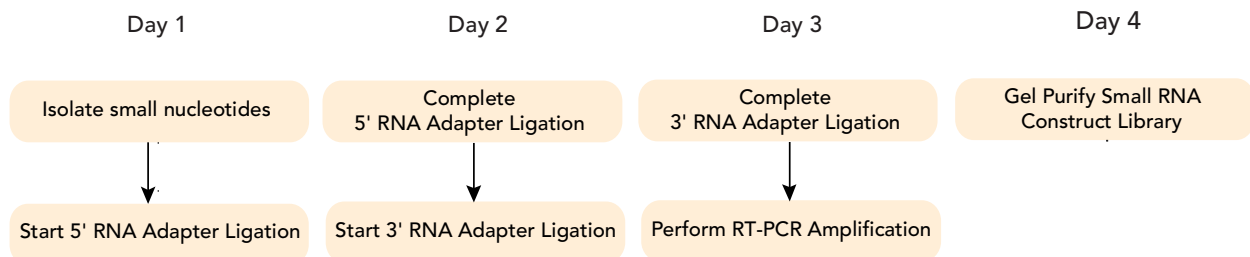 Day 1
Isolate small nucleotides
Start 5' RNA Adapter Ligation
Day 2
Complete
5' RNA Adapter Ligation
Start 3' RNA Adapter Ligation
Day 3
Complete
3' RNA Adapter Ligation
Perform RT-PCR Amplification
Day 4
Gel Purify Small RNA
Construct Library